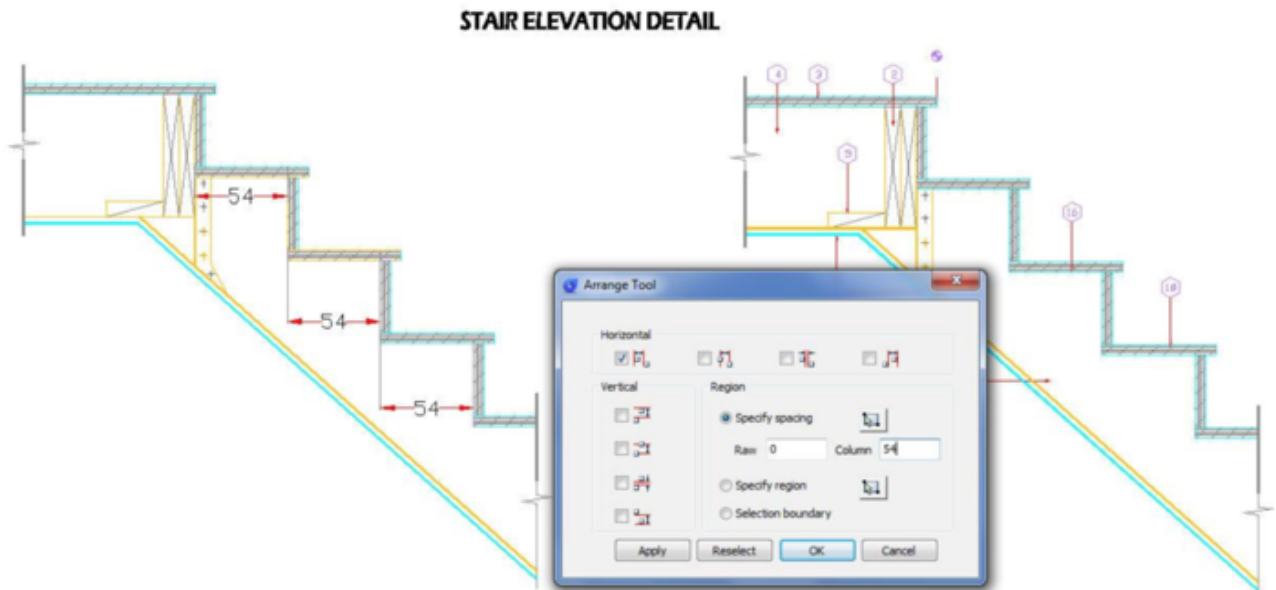 STAIR ELEVATION DETAIL
4
3
2
54
9
16
54
18
54
Arrange Tool
Horizontal
Vertical
Region
Specify spacing
Raw 0 Column 54
Specify region
Selection boundary
Apply Reselect OK Cancel